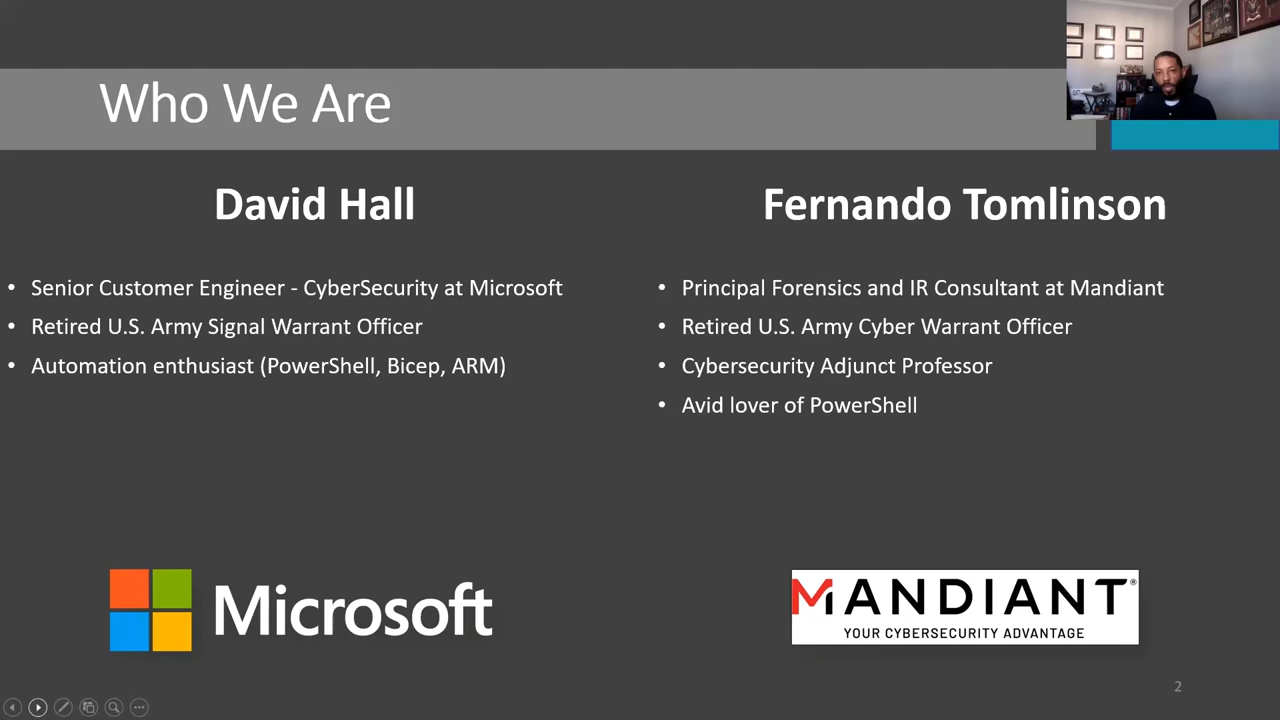 Who We Are
David Hall
• Senior Customer Engineer - CyberSecurity at Microsoft
• Retired U.S. Army Signal Warrant Officer
• Automation enthusiast (PowerShell, Bicep, ARM)
Microsoft
Fernando Tomlinson
• Principal Forensics and IR Consultant at Mandiant
• Retired U.S. Army Cyber Warrant Officer
• Cybersecurity Adjunct Professor
• Avid lover of PowerShell
MANDIANT®
YOUR CYBERSECURITY ADVANTAGE
2